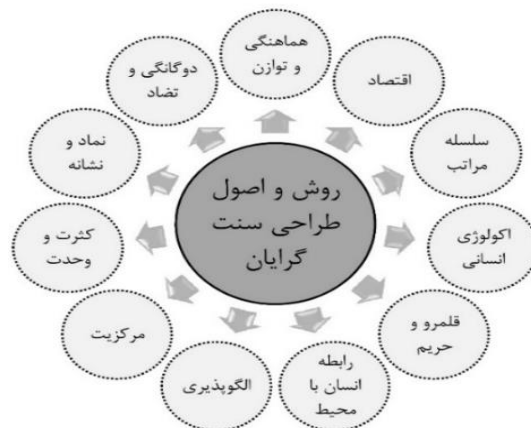 هماهنگی
و توازن
اقتصاد
سلسله
مراتب
اکولوژی
انسانی
قلمرو و
حریم
رابطه
انسان با
محیط
الگوپذیری
مرکزیت
کثرت و
وحدت
نماد و
نشانه
دوگانگی و
تضاد
روش و اصول
طراحی سنت
گرایان